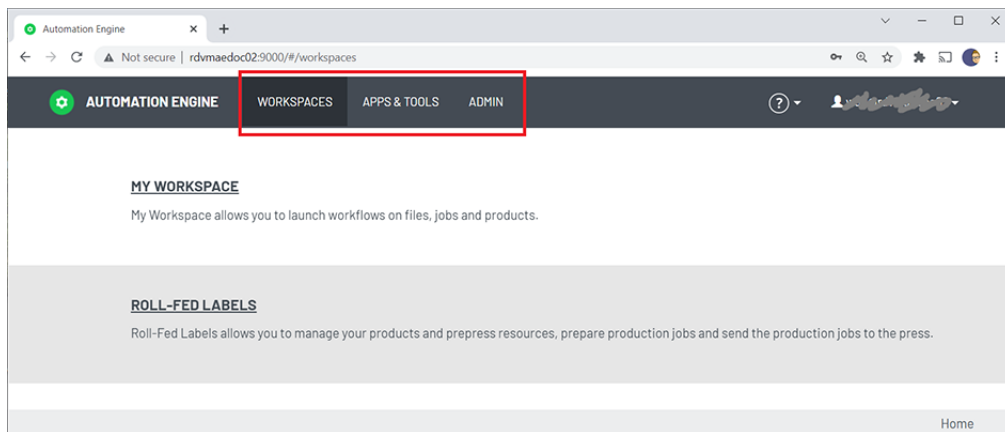 Automation Engine
Not secure | rdvmaedoc02:9000/#/workspaces
AUTOMATION ENGINE WORKSPACES APPS & TOOLS ADMIN
MY WORKSPACE
My Workspace allows you to launch workflows on files, jobs and products.
ROLL-FED LABELS
Roll-Fed Labels allows you to manage your products and prepress resources, prepare production jobs and send the production jobs to the press.
Home